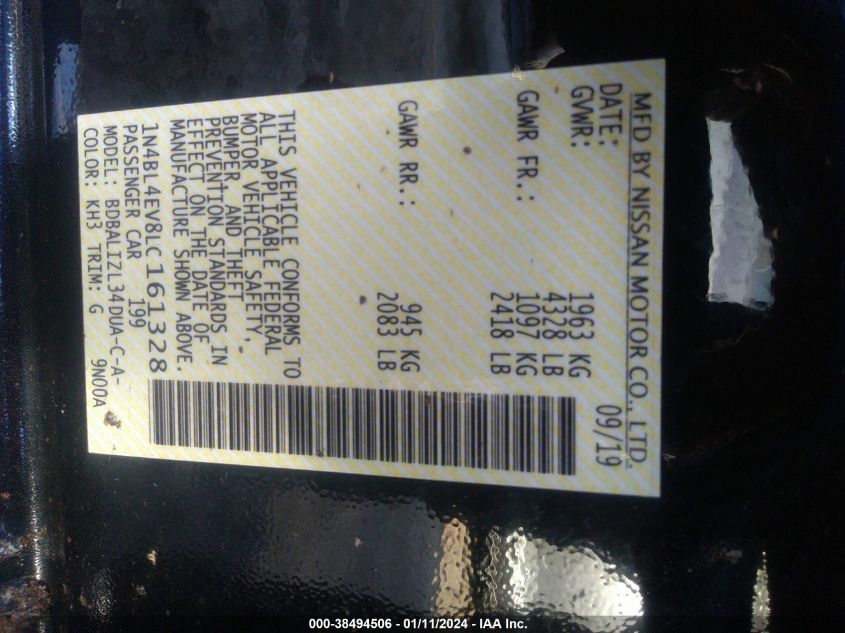 MFD BY NISSAN MOTOR CO., LTD.
DATE: 09/19
GVWR: 1963 KG
4328 LB
GAWR FR.: 1097 KG
2418 LB
GAWR RR.: 945 KG
2083 LB
THIS VEHICLE CONFORMS TO
ALL APPLICABLE FEDERAL
MOTOR VEHICLE SAFETY,
BUMPER, AND THEFT
PREVENTION STANDARDS IN
EFFECT ON THE DATE OF
MANUFACTURE SHOWN ABOVE.
1N4BL4EV8LC161328
PASSENGER CAR 199
MODEL: BDBALIZL34DUA-C-A-
COLOR: KH3 TRIM: G 9N00A
000-38494506 - 01/11/2024 - IAA Inc.